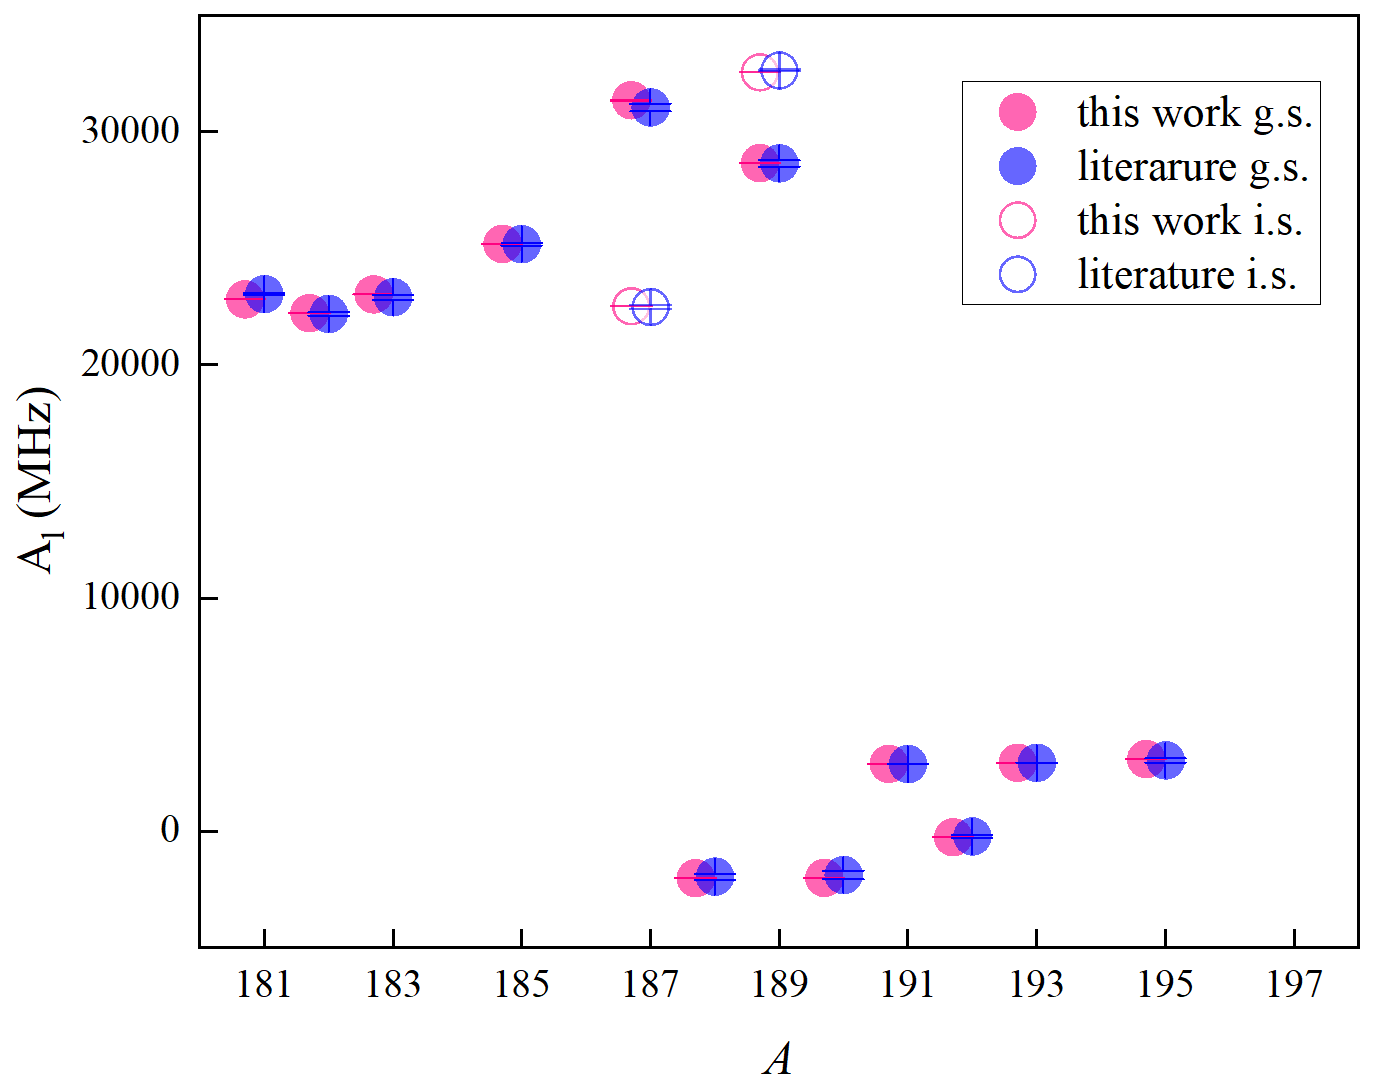 this work g.s.
literarure g.s.
this work i.s.
literature i.s.
30000
20000
10000
0
A1 (MHz)
181 183 185 187 189 191 193 195 197
A